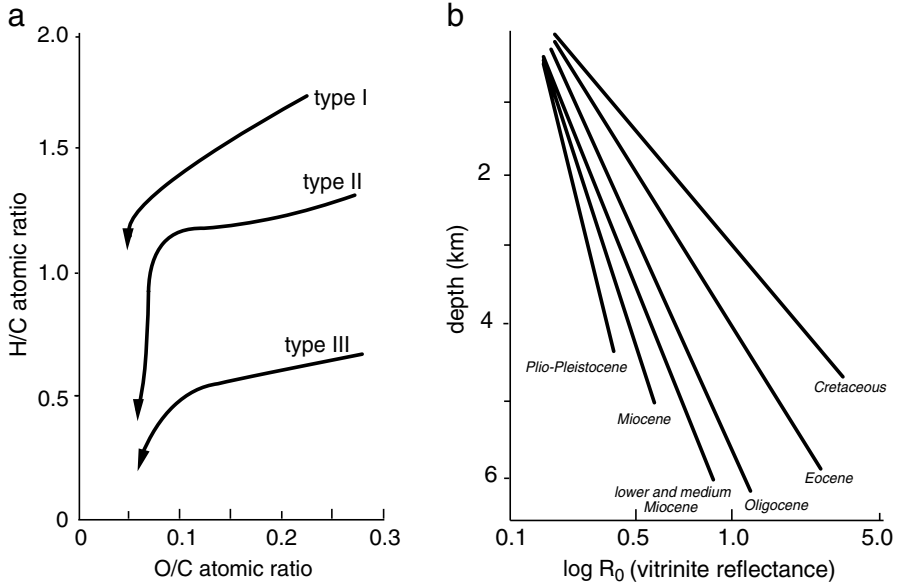 a
2.0
1.5
1.0
0.5
0
H/C atomic ratio
type I
type II
type III
0
0.1
0.2
0.3
O/C atomic ratio
b
2
4
6
depth (km)
Plio-Pleistocene
Miocene
lower and medium
Miocene
Oligocene
Eocene
Cretaceous
0.1
0.5
1.0
5.0
log R0 (vitrinite reflectance)